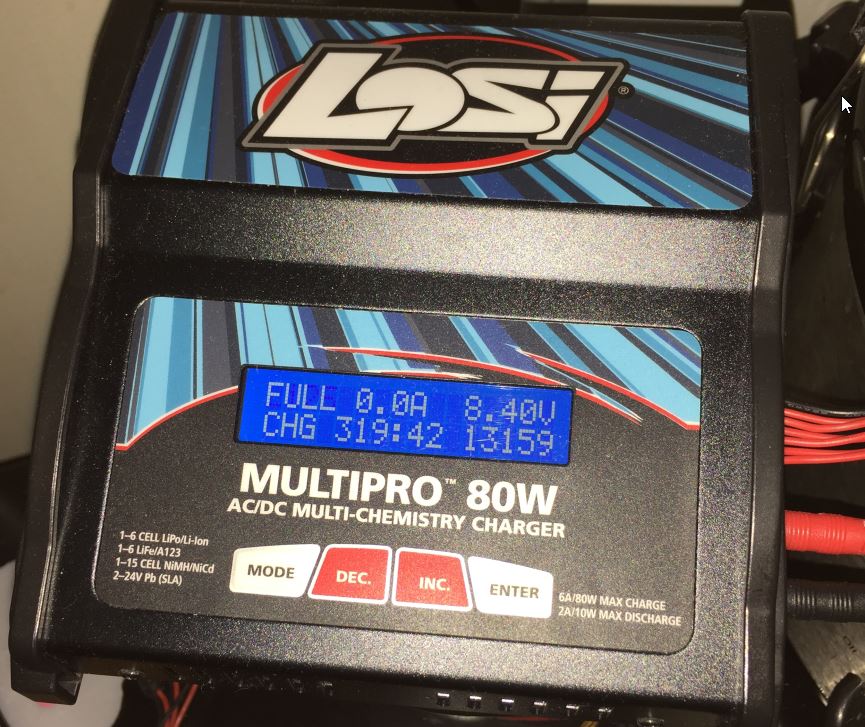 LOSi®
FULL 0.0A 8.40V
CHG 319:42 13159
MULTIPRO™ 80W
AC/DC MULTI-CHEMISTRY CHARGER
1–6 CELL LiPo/Li-Ion
1–6 LiFe/A123
1–15 CELL NiMH/NiCd
2–24V Pb (SLA)
MODE
DEC.
INC.
ENTER
6A/80W MAX CHARGE
2A/10W MAX DISCHARGE